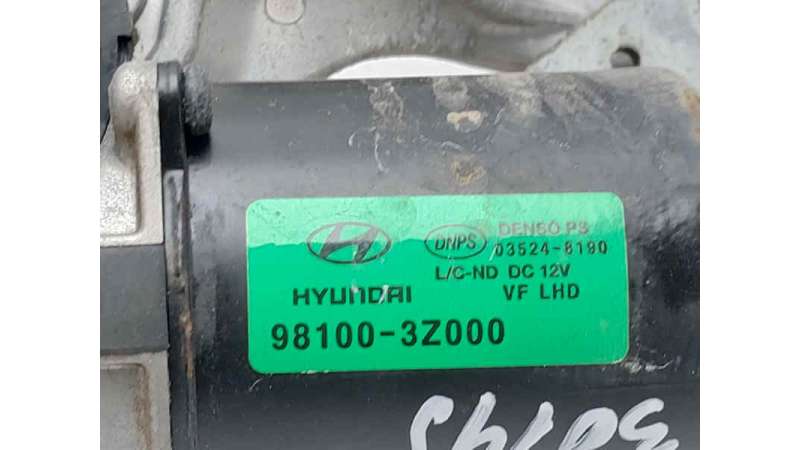 DNPS DENSO PS
03524-8190
L/C-ND DC 12V
HYUNDAI VF LHD
98100-3Z000